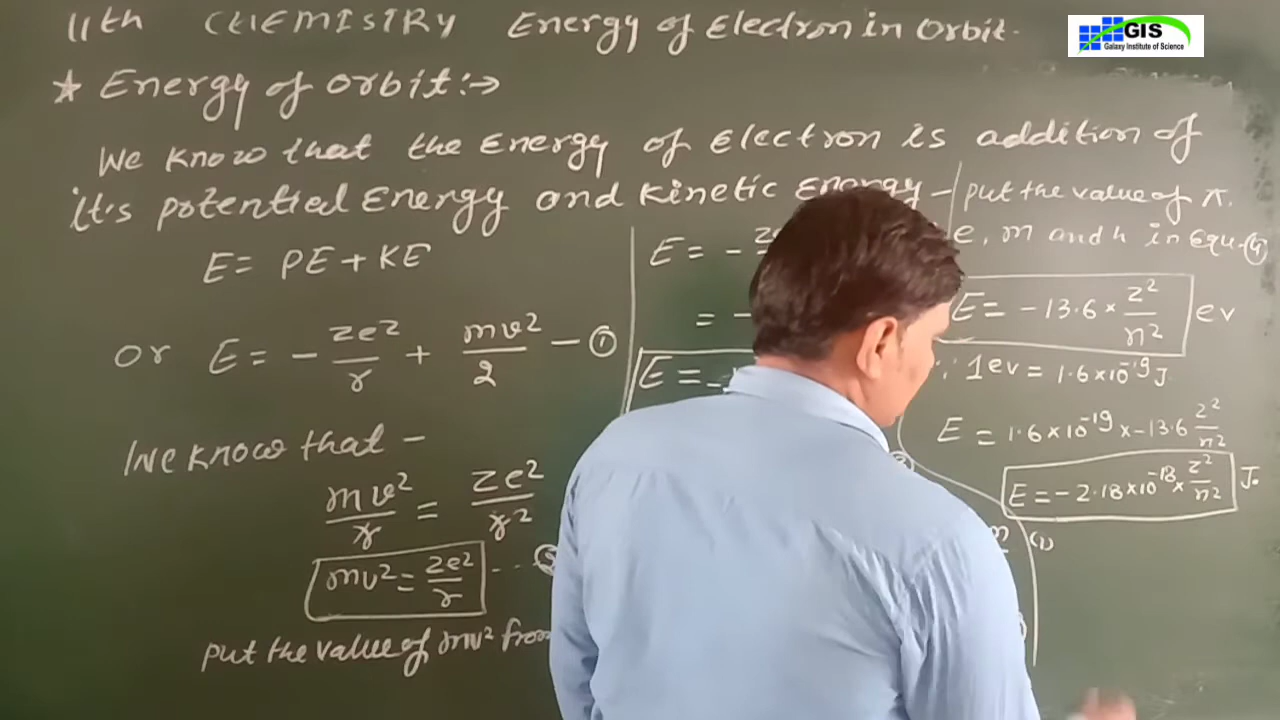 11th CHEMISTRY Energy of Electron in Orbit.
GIS
Galaxy Institute of Science
* Energy of Orbit:→
We know that the Energy of Electron is addition of
it's potential Energy and Kinetic Energy –
E = PE + KE
or E = - ze²/r + mv²/2 — ①
We know that –
mv²/r = ze²/r²
mv² = ze²/r
put the value of mv² from
E = -
= -
E = -
put the value of π.
e, m and h in Equ-④
E = -13.6 × z²/n² ev
∵ 1ev = 1.6×10⁻¹⁹J
E = 1.6×10⁻¹⁹ × -13.6 z²/n²
E = -2.18×10⁻¹⁸ × z²/n² J.